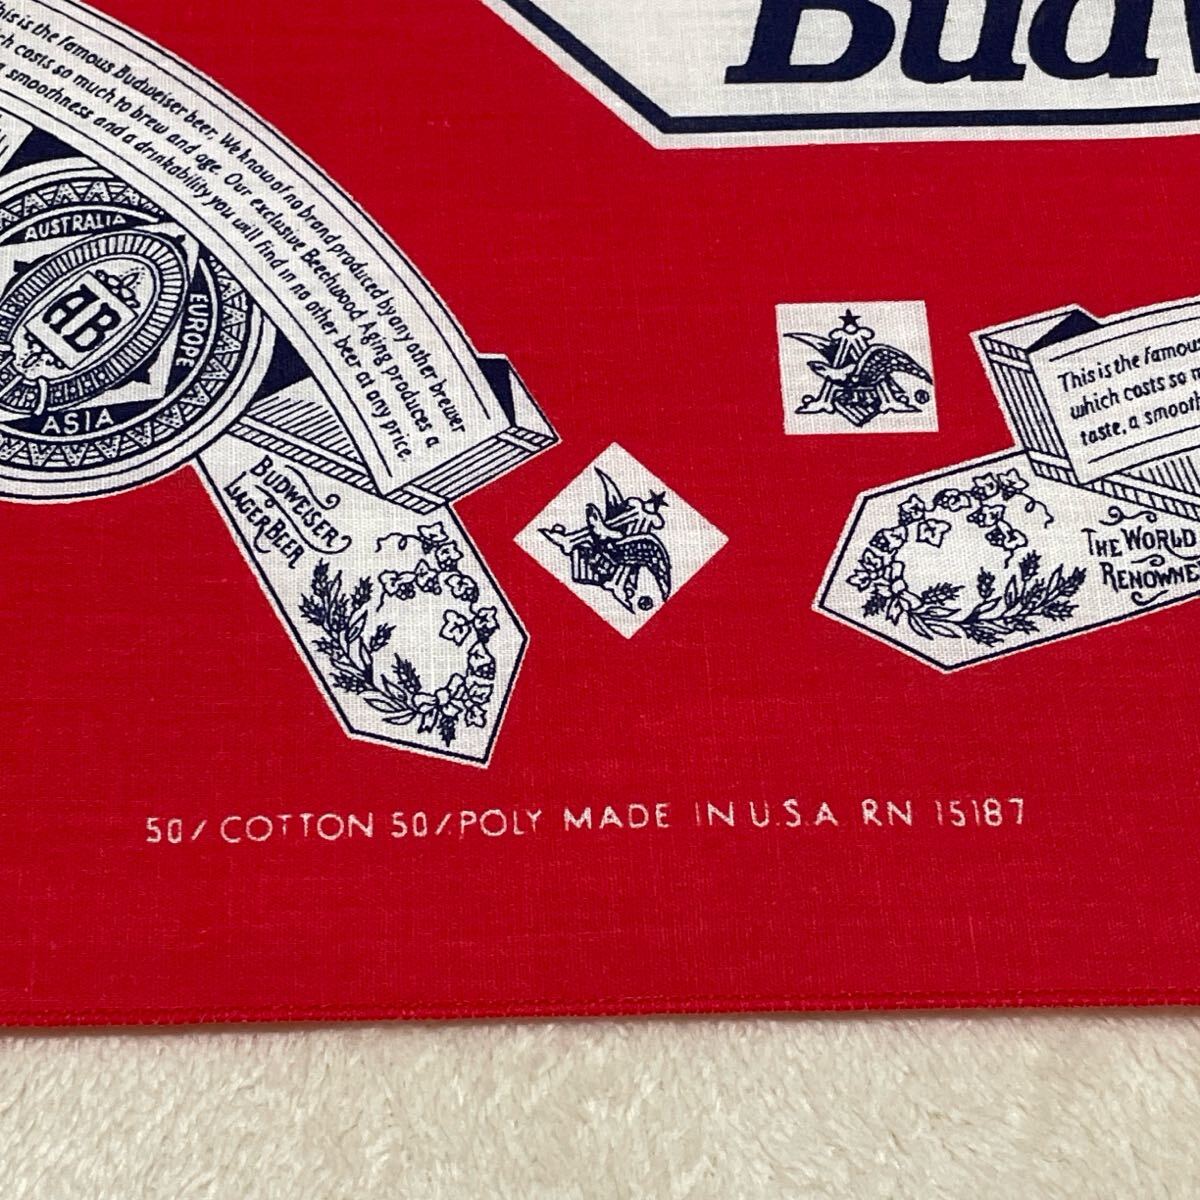 Budw
This is the famous Budweiser beer. We know of no brand produced by any other brewer
which costs so much to brew and age. Our exclusive Beechwood Aging produces a
a smoothness and a drinkability you will find in no other beer at any price.
AUSTRALIA
EUROPE
AB
ASIA
BUDWEISER
LAGER BEER
®
®
This is the famous
which costs so m
taste, a smooth
THE WORLD
RENOWNE
50/COTTON 50/POLY MADE IN U.S.A RN 15187